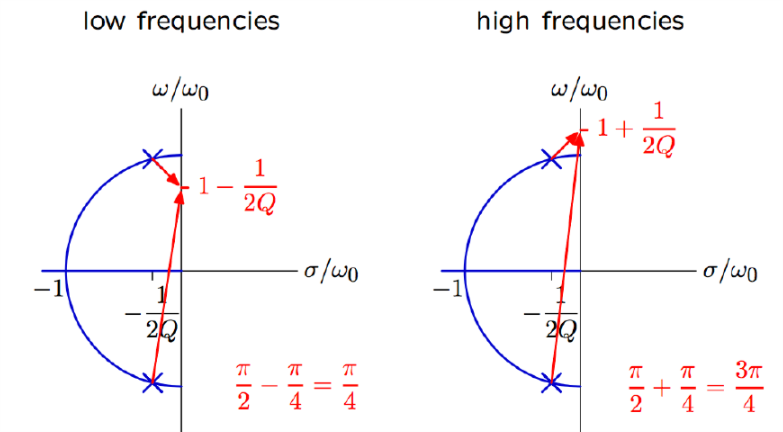 low frequencies
high frequencies
ω/ω₀
ω/ω₀
1 − 1/2Q
1 + 1/2Q
σ/ω₀
σ/ω₀
−1
−1
− 1/2Q
− 1/2Q
π/2 − π/4 = π/4
π/2 + π/4 = 3π/4